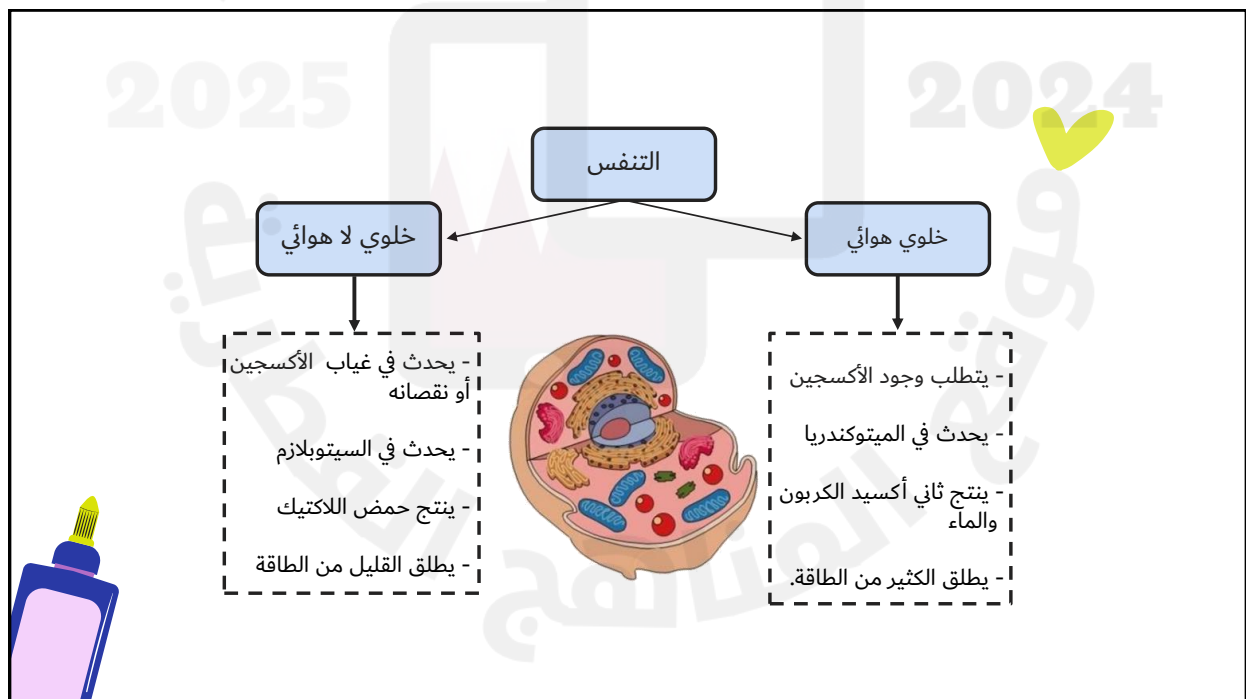 2024
2025
التنفس
خلوي هوائي
خلوي لا هوائي
- يتطلب وجود الأكسجين
- يحدث في الميتوكندريا
- ينتج ثاني أكسيد الكربون
والماء
- يطلق الكثير من الطاقة.
- يحدث في غياب الأكسجين
أو نقصانه
- يحدث في السيتوبلازم
- ينتج حمض اللاكتيك
- يطلق القليل من الطاقة
موقع المناهج